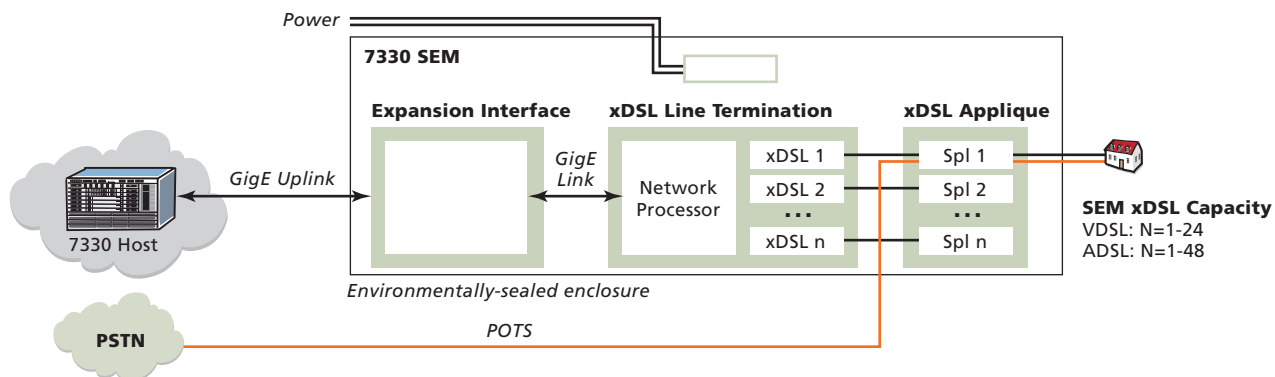 Power
7330 SEM
Expansion Interface
xDSL Line Termination
xDSL Applique
GigE Uplink
7330 Host
GigE
Link
Network
Processor
xDSL 1
xDSL 2
...
xDSL n
Spl 1
Spl 2
...
Spl n
SEM xDSL Capacity
VDSL: N=1-24
ADSL: N=1-48
Environmentally-sealed enclosure
PSTN
POTS